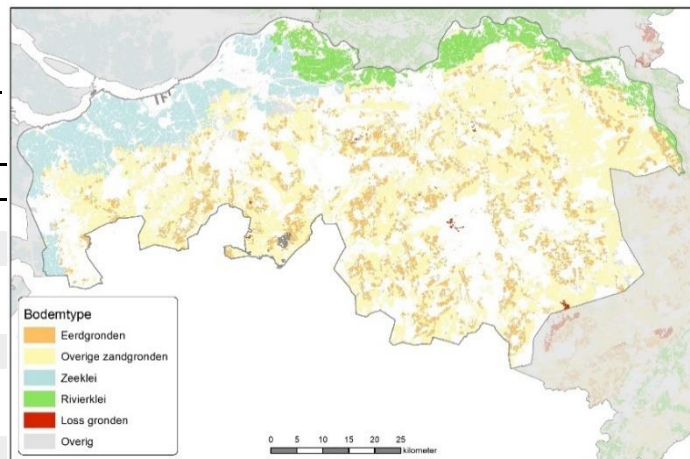 Bodemtype
Eerdgronden
Overige zandgronden
Zeeklei
Rivierklei
Loss gronden
Overig
0 5 10 15 20 25
kilometer